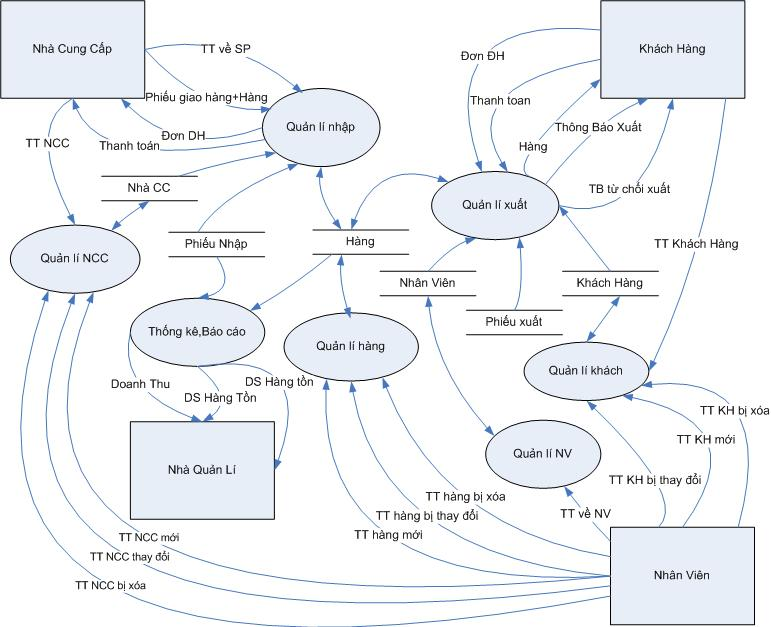 Nhà Cung Cấp
Khách Hàng
TT về SP
Đơn ĐH
Phiếu giao hàng+Hàng
Thanh toan
Quản lí nhập
Thông Báo Xuất
Đơn DH
TT NCC
Thanh toán
Hàng
Nhà CC
TB từ chối xuất
Quản lí xuất
Phiếu Nhập
Hàng
TT Khách Hàng
Quản lí NCC
Nhân Viên
Khách Hàng
Phiếu xuất
Thống kê,Báo cáo
Quản lí hàng
Quản lí khách
Doanh Thu
DS Hàng tồn
DS Hàng Tồn
TT KH bị xóa
TT KH mới
Quản lí NV
Nhà Quản Lí
TT KH bị thay đổi
TT hàng bị xóa
TT hàng bị thay đổi
TT về NV
TT hàng mới
TT NCC mới
TT NCC thay đổi
Nhân Viên
TT NCC bị xóa